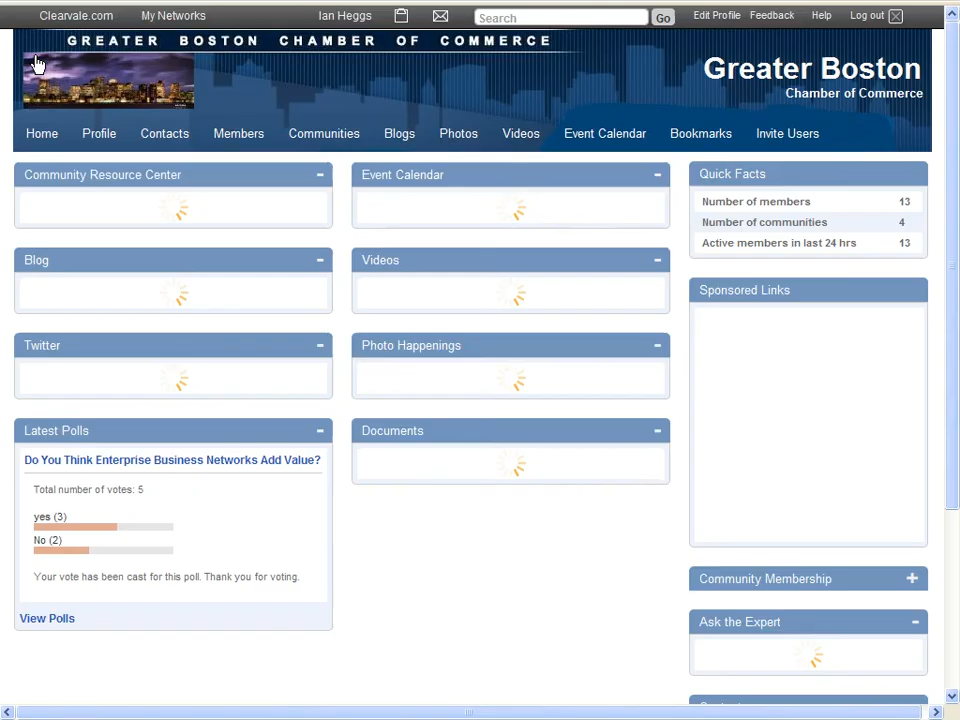 Clearvale.com My Networks Ian Heggs Search Go Edit Profile Feedback Help Log out
GREATER BOSTON CHAMBER OF COMMERCE
Greater Boston
Chamber of Commerce
Home Profile Contacts Members Communities Blogs Photos Videos Event Calendar Bookmarks Invite Users
Community Resource Center
Blog
Twitter
Latest Polls
Do You Think Enterprise Business Networks Add Value?
Total number of votes: 5
yes (3)
No (2)
Your vote has been cast for this poll. Thank you for voting.
View Polls
Event Calendar
Videos
Photo Happenings
Documents
Quick Facts
Number of members 13
Number of communities 4
Active members in last 24 hrs 13
Sponsored Links
Community Membership
Ask the Expert